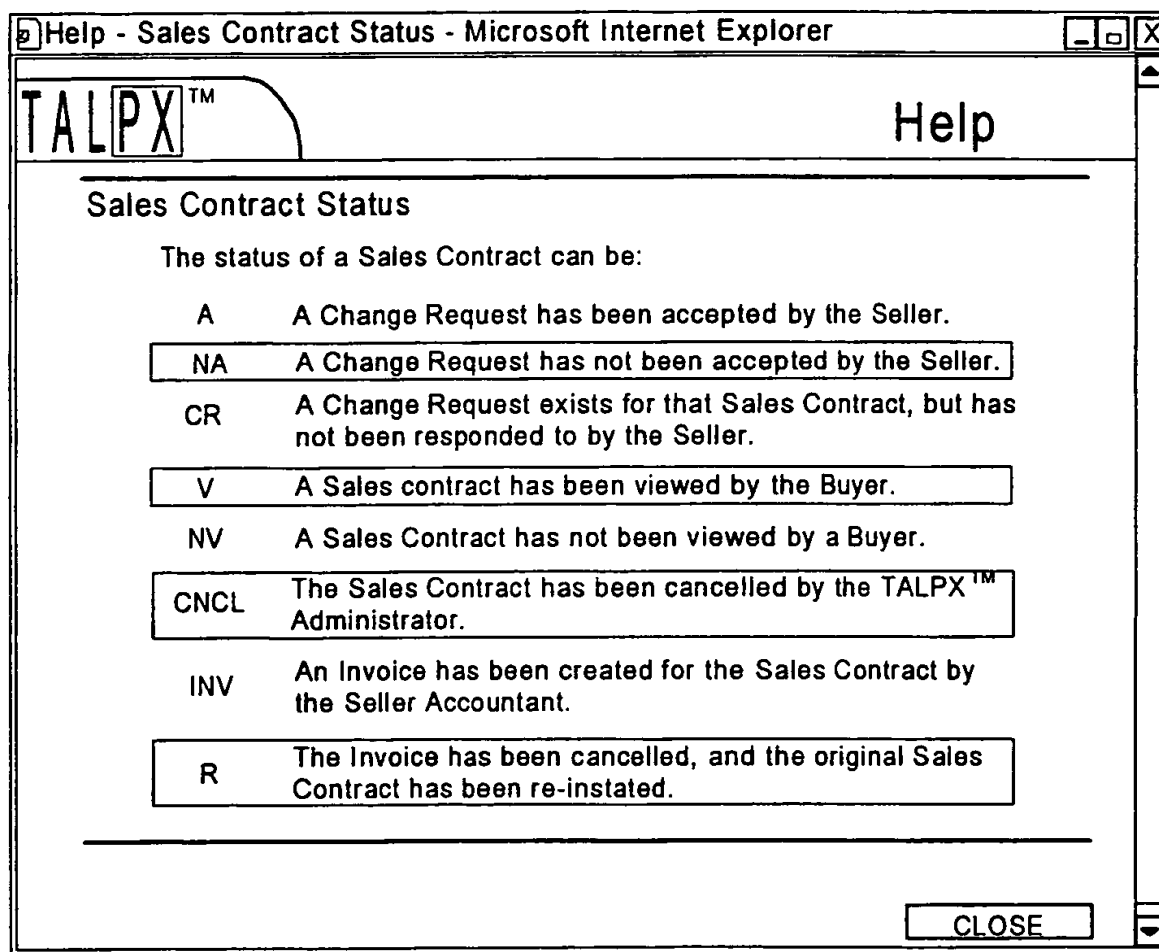 Help - Sales Contract Status - Microsoft Internet Explorer
TALPX™
Help
Sales Contract Status
The status of a Sales Contract can be:
A A Change Request has been accepted by the Seller.
NA A Change Request has not been accepted by the Seller.
CR A Change Request exists for that Sales Contract, but has
not been responded to by the Seller.
V A Sales contract has been viewed by the Buyer.
NV A Sales Contract has not been viewed by a Buyer.
CNCL The Sales Contract has been cancelled by the TALPX™
Administrator.
INV An Invoice has been created for the Sales Contract by
the Seller Accountant.
R The Invoice has been cancelled, and the original Sales
Contract has been re-instated.
CLOSE